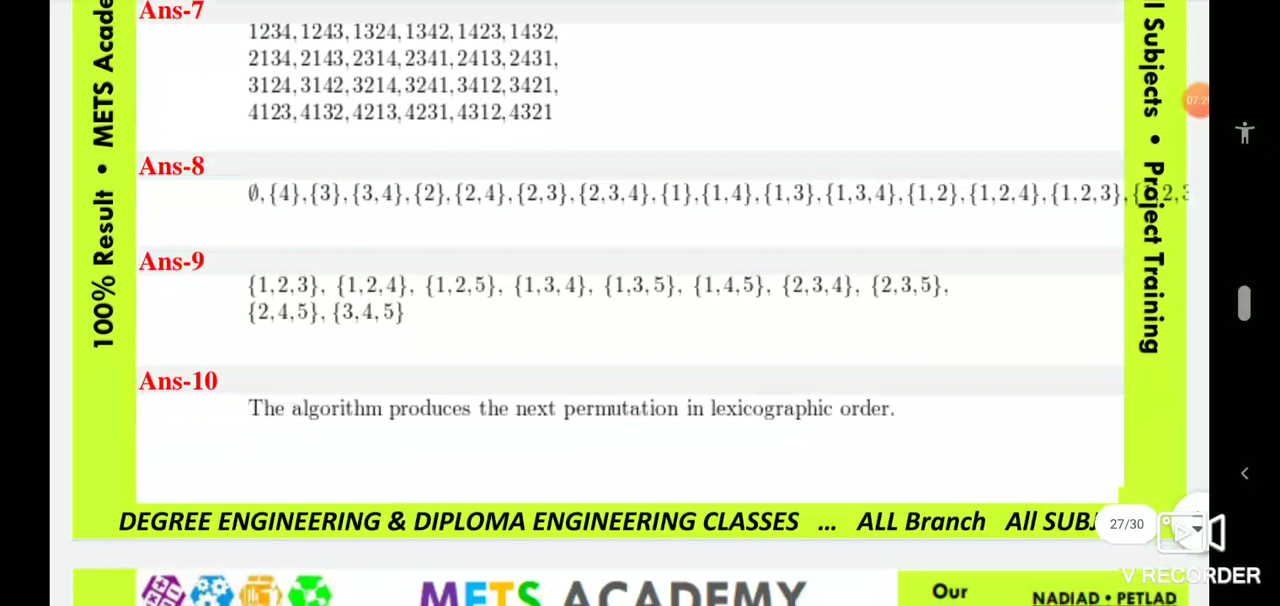 Ans-7
1234, 1243, 1324, 1342, 1423, 1432,
2134, 2143, 2314, 2341, 2413, 2431,
3124, 3142, 3214, 3241, 3412, 3421,
4123, 4132, 4213, 4231, 4312, 4321
Ans-8
∅, {4}, {3}, {3, 4}, {2}, {2, 4}, {2, 3}, {2, 3, 4}, {1}, {1, 4}, {1, 3}, {1, 3, 4}, {1, 2}, {1, 2, 4}, {1, 2, 3},
Ans-9
{1, 2, 3}, {1, 2, 4}, {1, 2, 5}, {1, 3, 4}, {1, 3, 5}, {1, 4, 5}, {2, 3, 4}, {2, 3, 5},
{2, 4, 5}, {3, 4, 5}
Ans-10
The algorithm produces the next permutation in lexicographic order.
100% Result • METS Acade
l Subjects • Project Training
DEGREE ENGINEERING & DIPLOMA ENGINEERING CLASSES ... ALL Branch All SUBJ
27/30
V RECORDER
METS ACADEMY
Our
NADIAD • PETLAD